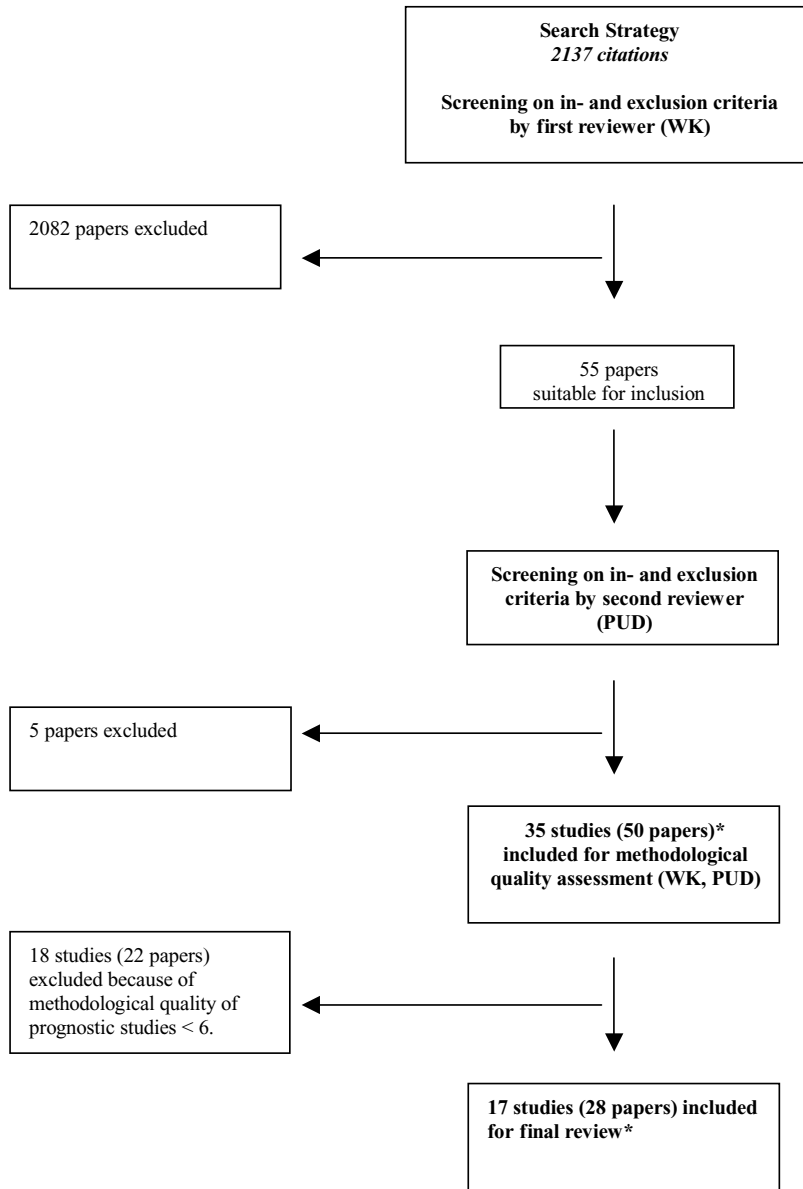 Search Strategy
2137 citations
Screening on in- and exclusion criteria
by first reviewer (WK)
2082 papers excluded
55 papers
suitable for inclusion
Screening on in- and exclusion
criteria by second reviewer
(PUD)
5 papers excluded
35 studies (50 papers)*
included for methodological
quality assessment (WK, PUD)
18 studies (22 papers)
excluded because of
methodological quality of
prognostic studies < 6.
17 studies (28 papers) included
for final review*